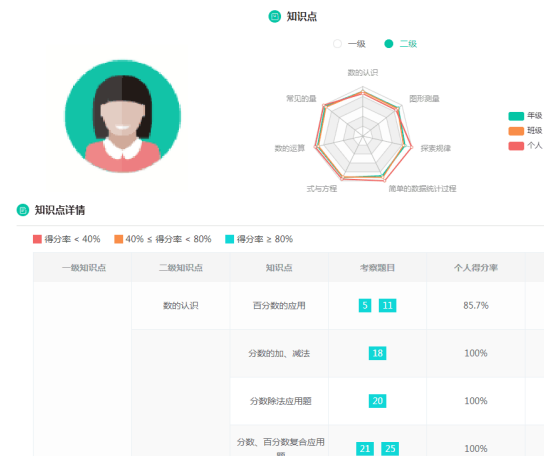 知识点
一级 二级
数的认识
常见的量 图形测量
年级
班级
数的运算 探索规律
个人
式与方程 简单的数据统计过程
知识点详情
得分率 < 40% 40% ≤ 得分率 < 80% 得分率 ≥ 80%
一级知识点 二级知识点 知识点 考察题目 个人得分率
数的认识 百分数的应用 5 11 85.7%
分数的加、减法 18 100%
分数除法应用题 20 100%
分数、百分数复合应用 21 25 100%
题